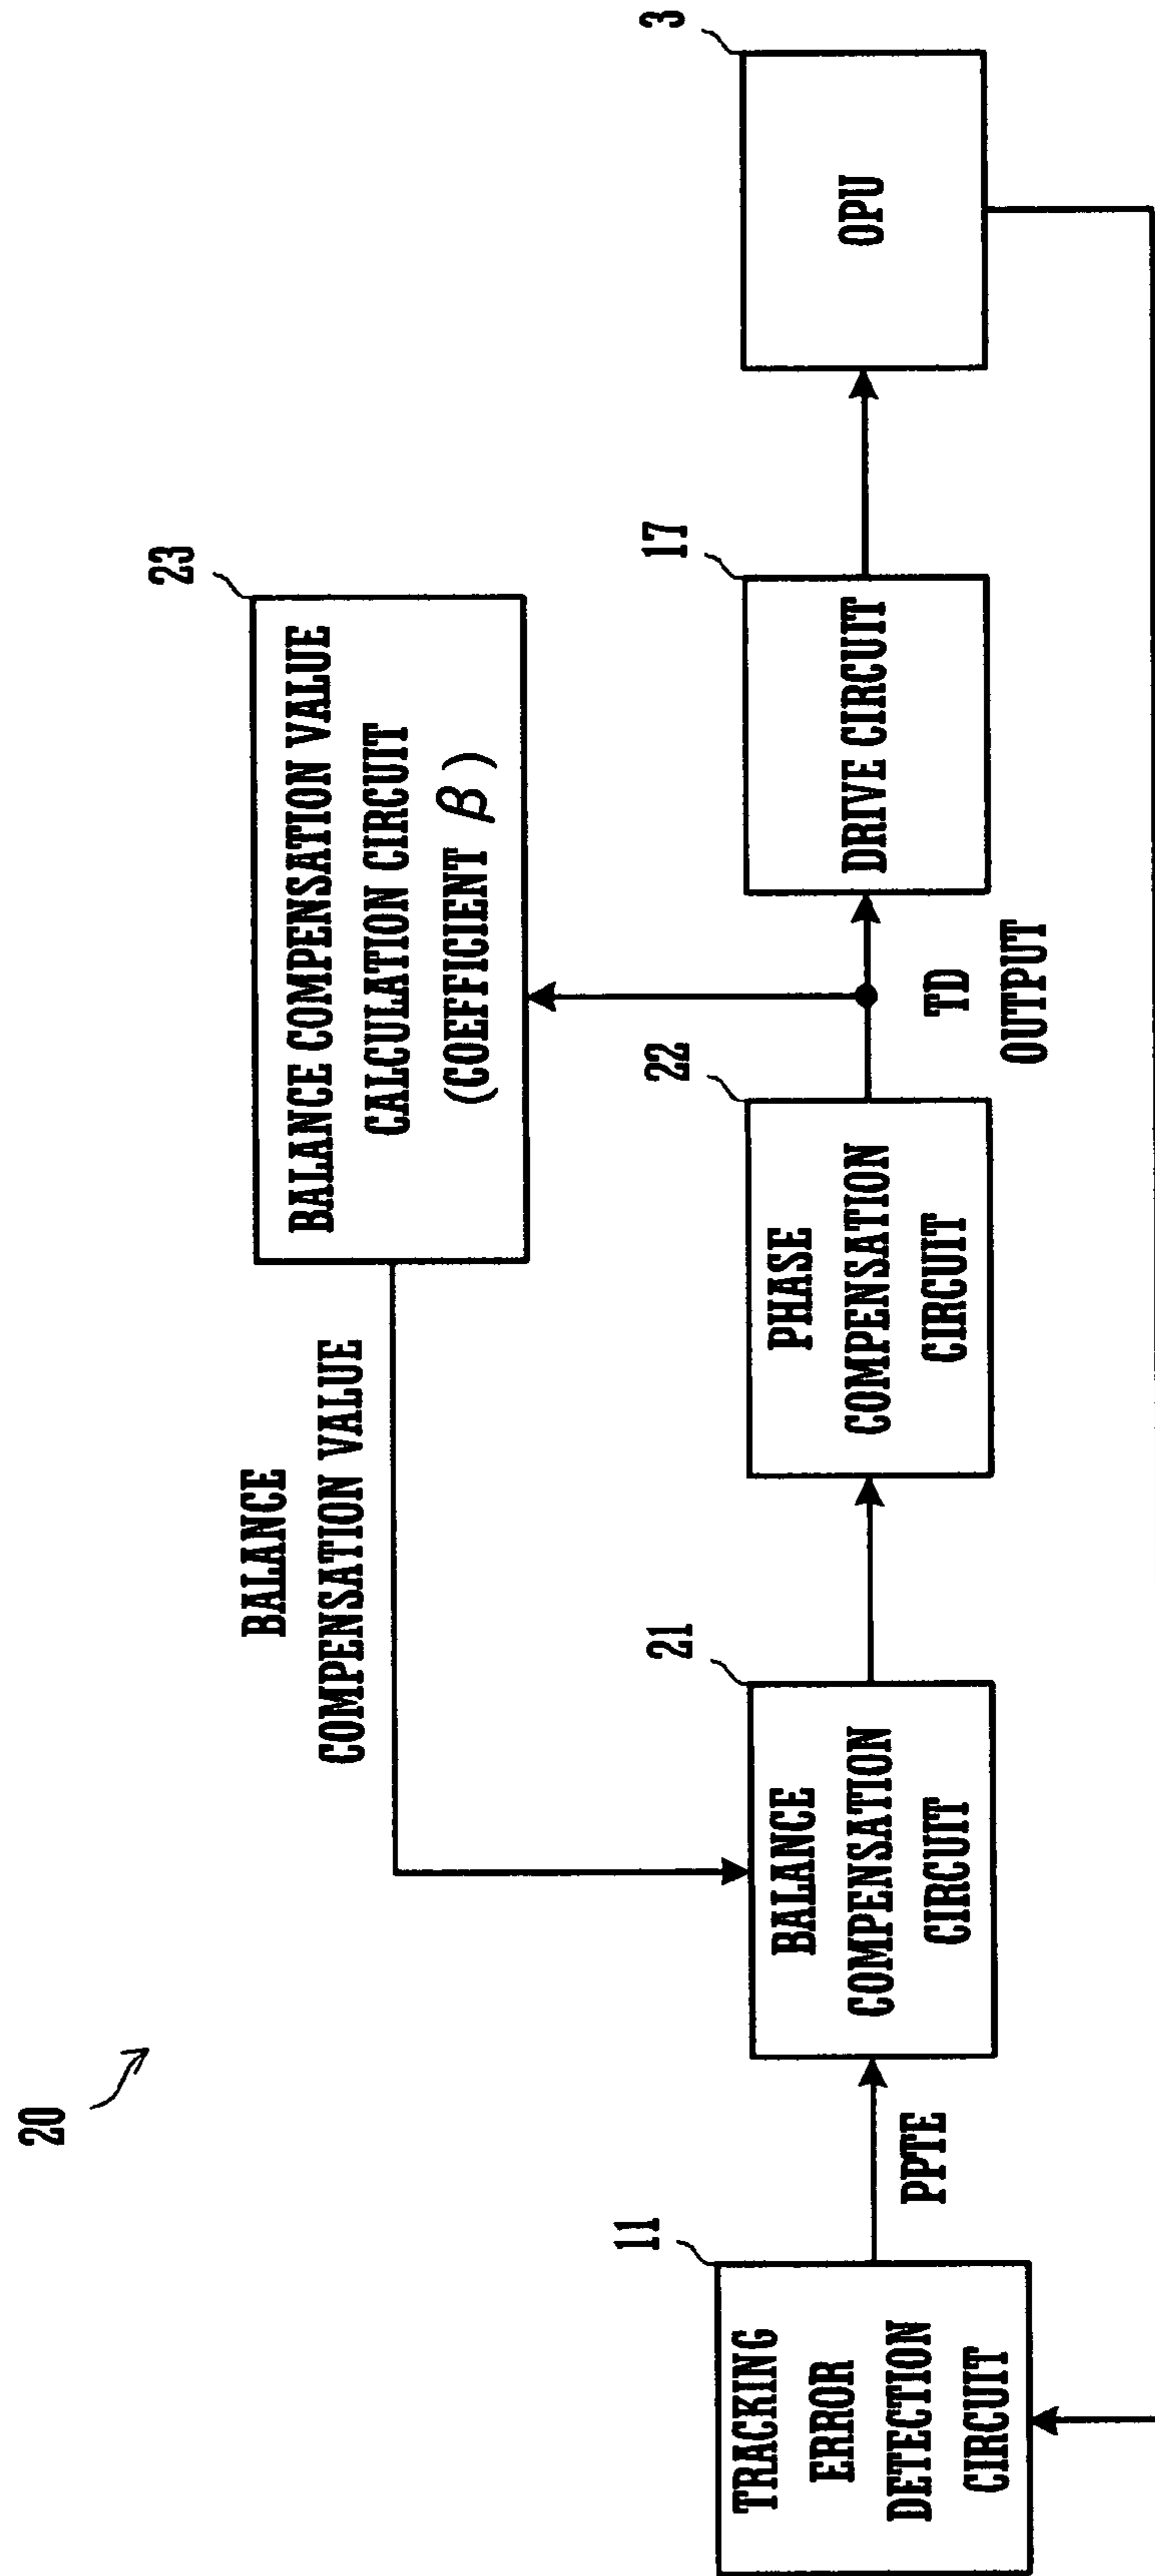 20
23
BALANCE COMPENSATION VALUE
CALCULATION CIRCUIT
(COEFFICIENT β)
BALANCE
COMPENSATION VALUE
11
TRACKING
ERROR
DETECTION
CIRCUIT
PPTE
21
BALANCE
COMPENSATION
CIRCUIT
22
PHASE
COMPENSATION
CIRCUIT
TD
OUTPUT
17
DRIVE CIRCUIT
3
OPU